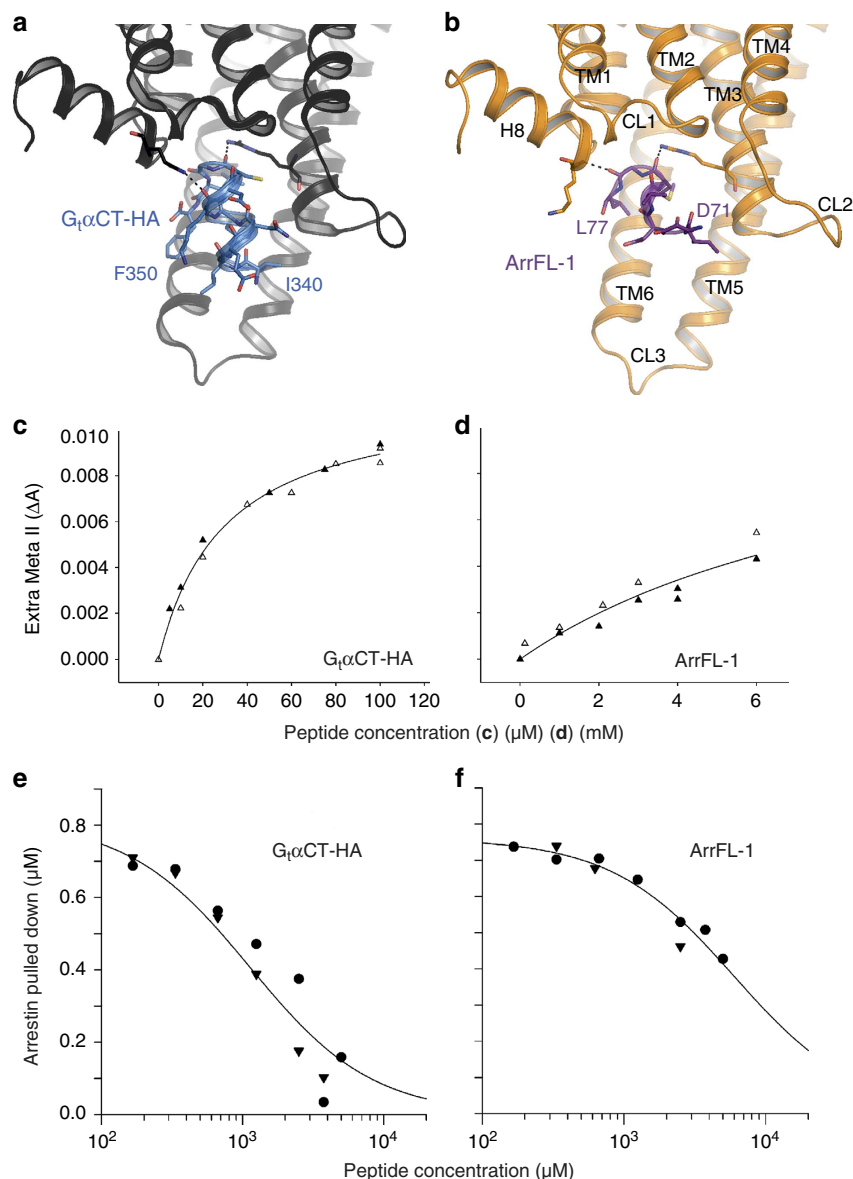 a
GtαCT-HA
F350
I340
b
TM1
TM2
TM4
TM3
H8
CL1
CL2
D71
L77
ArrFL-1
TM5
TM6
CL3
c
Extra Meta II (ΔA)
0.010
0.008
0.006
0.004
0.002
0.000
GtαCT-HA
0 20 40 60 80 100 120
d
ArrFL-1
0 2 4 6
Peptide concentration (c) (μM) (d) (mM)
e
Arrestin pulled down (μM)
0.8
0.6
0.4
0.2
0.0
GtαCT-HA
10² 10³ 10⁴
f
ArrFL-1
10² 10³ 10⁴
Peptide concentration (μM)